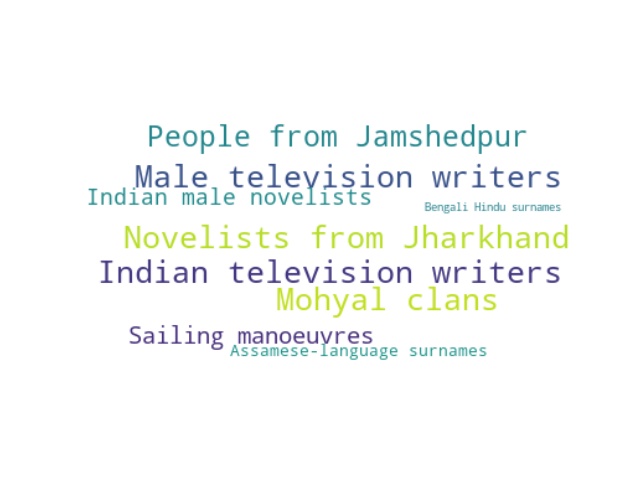 People from Jamshedpur
Male television writers
Indian male novelists
Bengali Hindu surnames
Novelists from Jharkhand
Indian television writers
Mohyal clans
Sailing manoeuvres
Assamese-language surnames